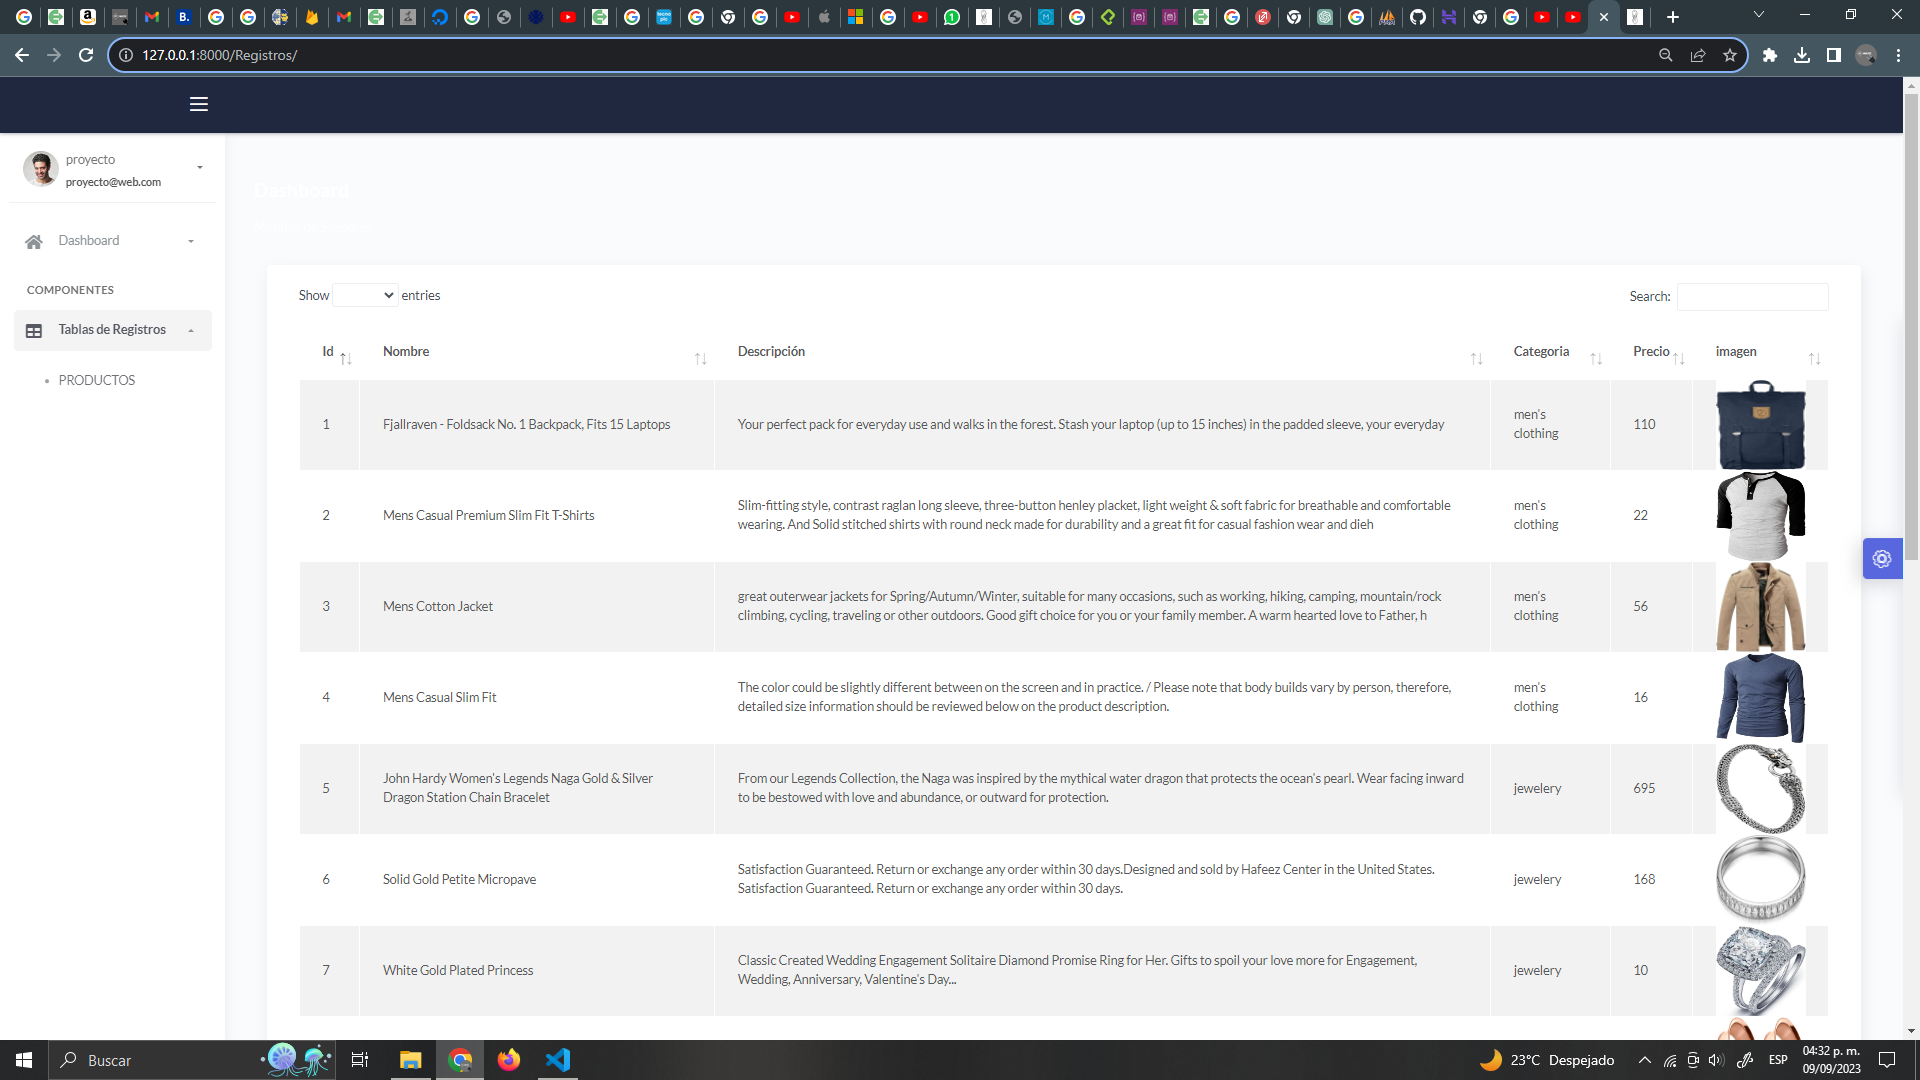 127.0.0.1:8000/Registros/
proyecto
proyecto@web.com
Dashboard
Dashboard
COMPONENTES
Tablas de Registros
PRODUCTOS
Show entries
Search:
Id Nombre Descripción Categoria Precio imagen
1 Fjallraven - Foldsack No. 1 Backpack, Fits 15 Laptops Your perfect pack for everyday use and walks in the forest. Stash your laptop (up to 15 inches) in the padded sleeve, your everyday men's 110
clothing
2 Mens Casual Premium Slim Fit T-Shirts Slim-fitting style, contrast raglan long sleeve, three-button henley placket, light weight & soft fabric for breathable and comfortable men's 22
wearing. And Solid stitched shirts with round neck made for durability and a great fit for casual fashion wear and dieh clothing
3 Mens Cotton Jacket great outerwear jackets for Spring/Autumn/Winter, suitable for many occasions, such as working, hiking, camping, mountain/rock men's 56
climbing, cycling, traveling or other outdoors. Good gift choice for you or your family member. A warm hearted love to Father, h clothing
4 Mens Casual Slim Fit The color could be slightly different between on the screen and in practice. / Please note that body builds vary by person, therefore, men's 16
detailed size information should be reviewed below on the product description. clothing
5 John Hardy Women's Legends Naga Gold & Silver From our Legends Collection, the Naga was inspired by the mythical water dragon that protects the ocean's pearl. Wear facing inward jewelery 695
Dragon Station Chain Bracelet to be bestowed with love and abundance, or outward for protection.
6 Solid Gold Petite Micropave Satisfaction Guaranteed. Return or exchange any order within 30 days.Designed and sold by Hafeez Center in the United States. jewelery 168
Satisfaction Guaranteed. Return or exchange any order within 30 days.
7 White Gold Plated Princess Classic Created Wedding Engagement Solitaire Diamond Promise Ring for Her. Gifts to spoil your love more for Engagement, jewelery 10
Wedding, Anniversary, Valentine's Day...
Buscar
23°C Despejado
ESP
04:32 p. m.
09/09/2023